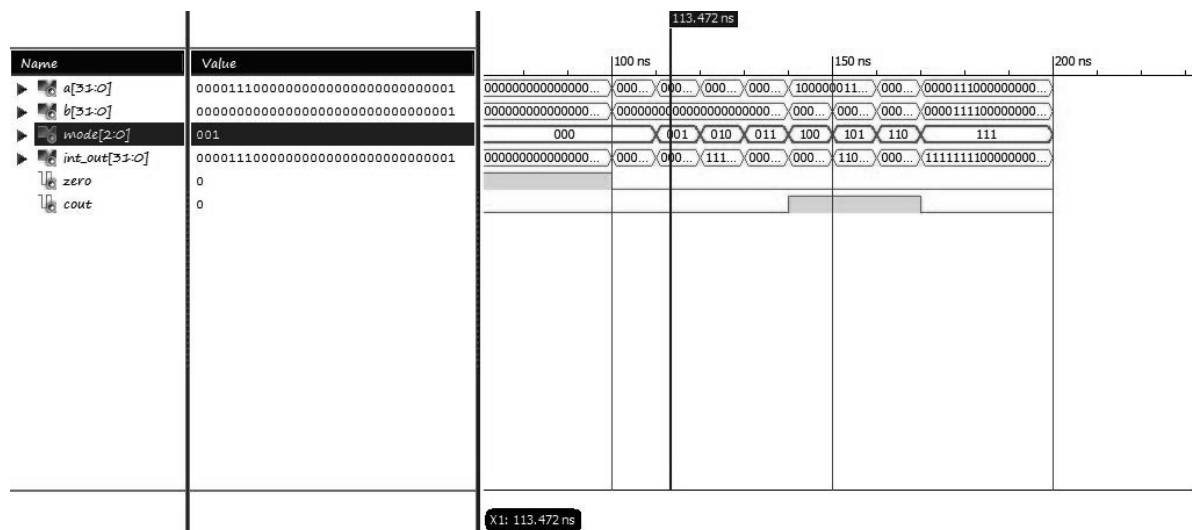 113.472 ns
100 ns 150 ns 200 ns
Name Value
a[31:0] 00001110000000000000000000000001 000000000000000... 000... 000... 000... 000... 100000011... 000... 0000111000000000...
b[31:0] 00000000000000000000000000000001 000000000000000... 00000000000000000000000... 000... 000... 000... 0000111100000000...
mode[2:0] 001 000 001 010 011 100 101 110 111
int_out[31:0] 00001110000000000000000000000001 000000000000000... 000... 000... 111... 000... 000... 110... 000... 1111111100000000...
zero 0
cout 0
X1: 113.472 ns